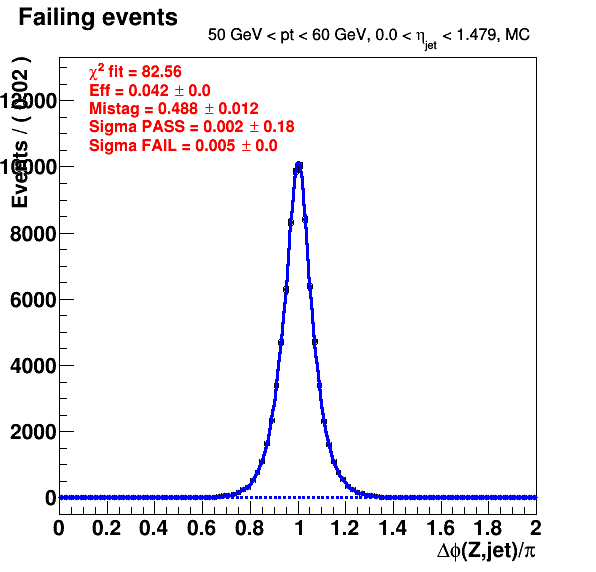 Failing events
50 GeV < pt < 60 GeV, 0.0 < ηjet < 1.479, MC
χ² fit = 82.56
Eff = 0.042 ± 0.0
Mistag = 0.488 ± 0.012
Sigma PASS = 0.002 ± 0.18
Sigma FAIL = 0.005 ± 0.0
Events / ( 0.02 )
12000
10000
8000
6000
4000
2000
0
0 0.2 0.4 0.6 0.8 1 1.2 1.4 1.6 1.8 2
Δϕ(Z,jet)/π